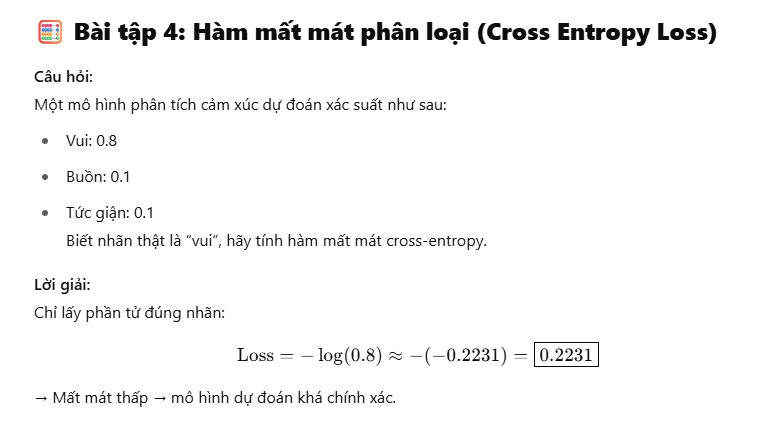 Bài tập 4: Hàm mất mát phân loại (Cross Entropy Loss)
Câu hỏi:
Một mô hình phân tích cảm xúc dự đoán xác suất như sau:
• Vui: 0.8
• Buồn: 0.1
• Tức giận: 0.1
Biết nhãn thật là “vui”, hãy tính hàm mất mát cross-entropy.
Lời giải:
Chỉ lấy phần tử đúng nhãn:
Loss = − log(0.8) ≈ −(−0.2231) = 0.2231
→ Mất mát thấp → mô hình dự đoán khá chính xác.